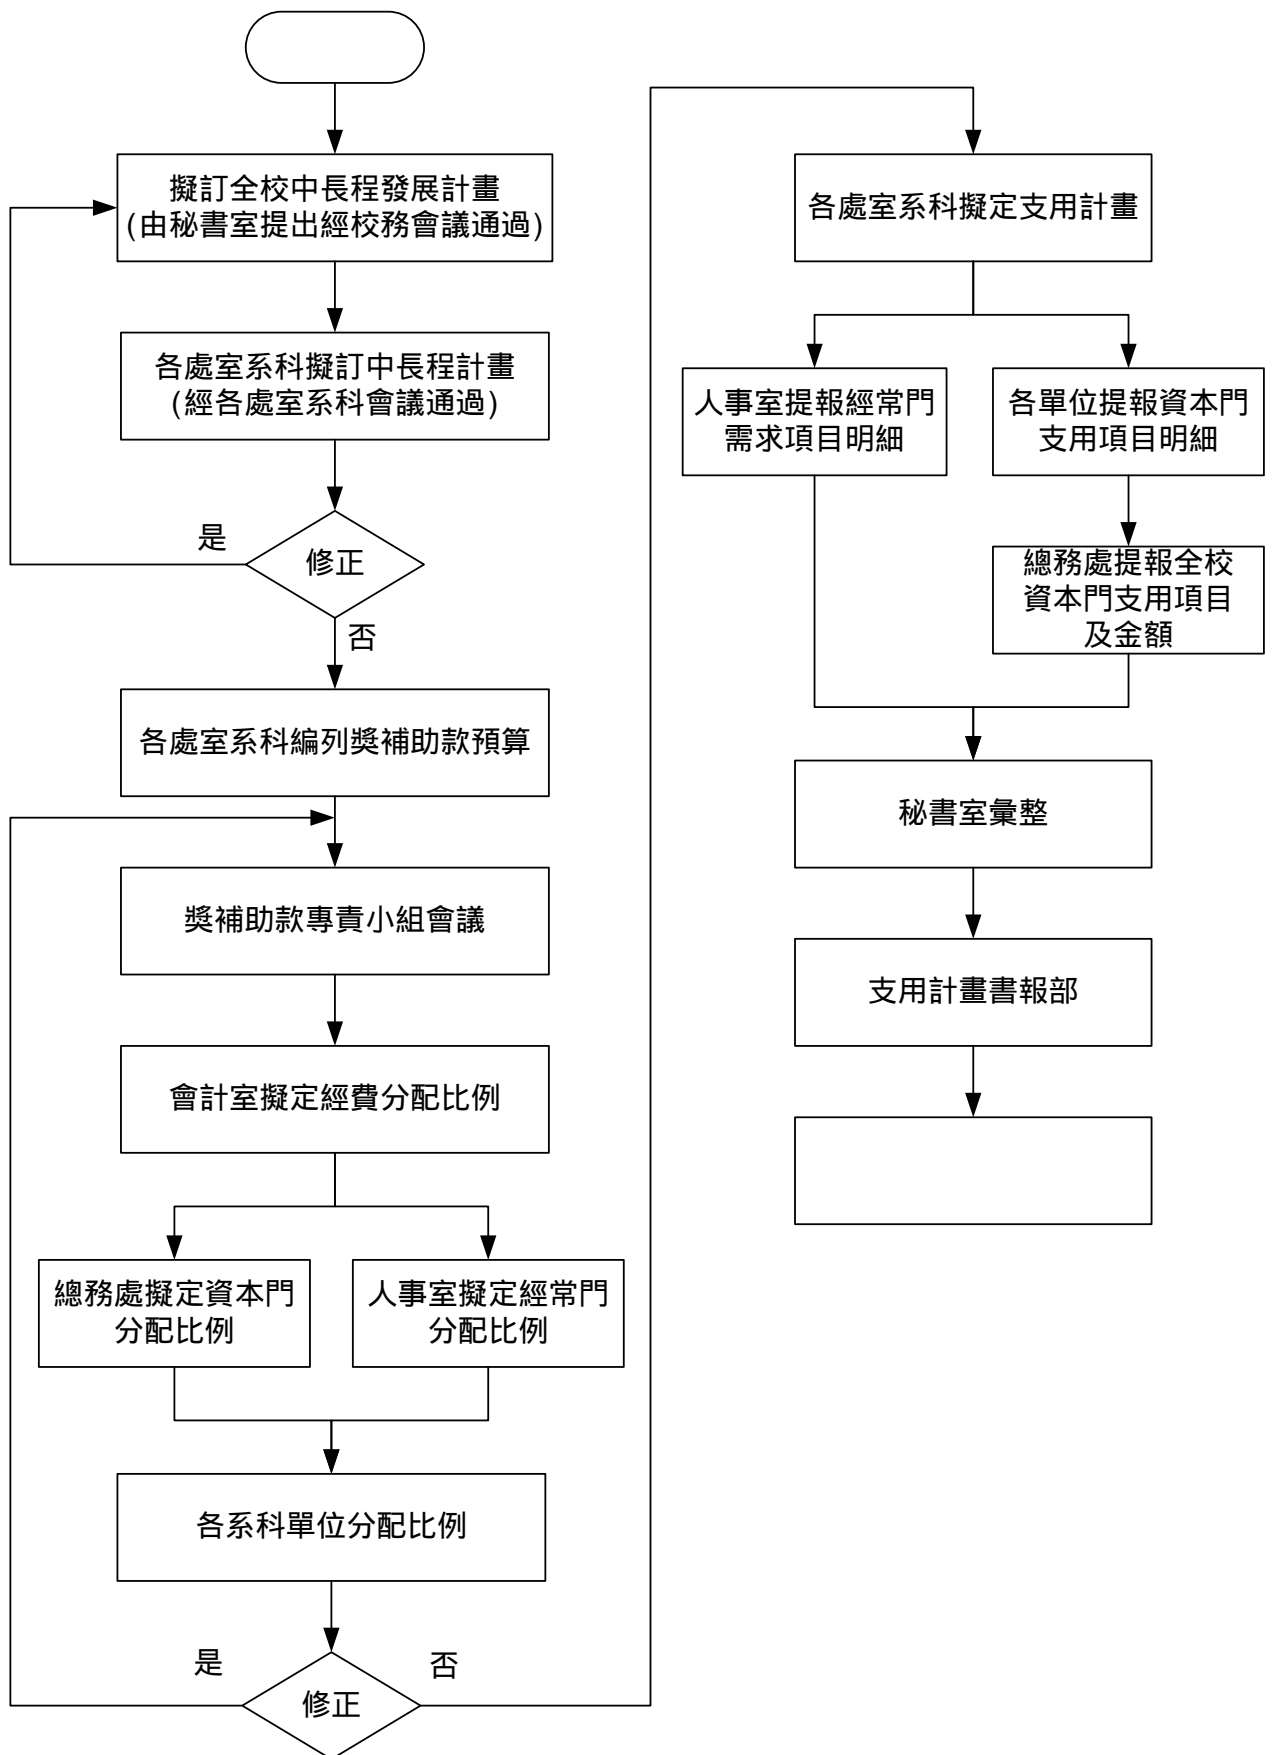 擬訂全校中長程發展計畫
(由秘書室提出經校務會議通過)
各處室系科擬訂中長程計畫
(經各處室系科會議通過)
是
修正
否
各處室系科編列獎補助款預算
獎補助款專責小組會議
會計室擬定經費分配比例
總務處擬定資本門
分配比例
人事室擬定經常門
分配比例
各系科單位分配比例
是
否
修正
各處室系科擬定支用計畫
人事室提報經常門
需求項目明細
各單位提報資本門
支用項目明細
總務處提報全校
資本門支用項目
及金額
秘書室彙整
支用計畫書報部